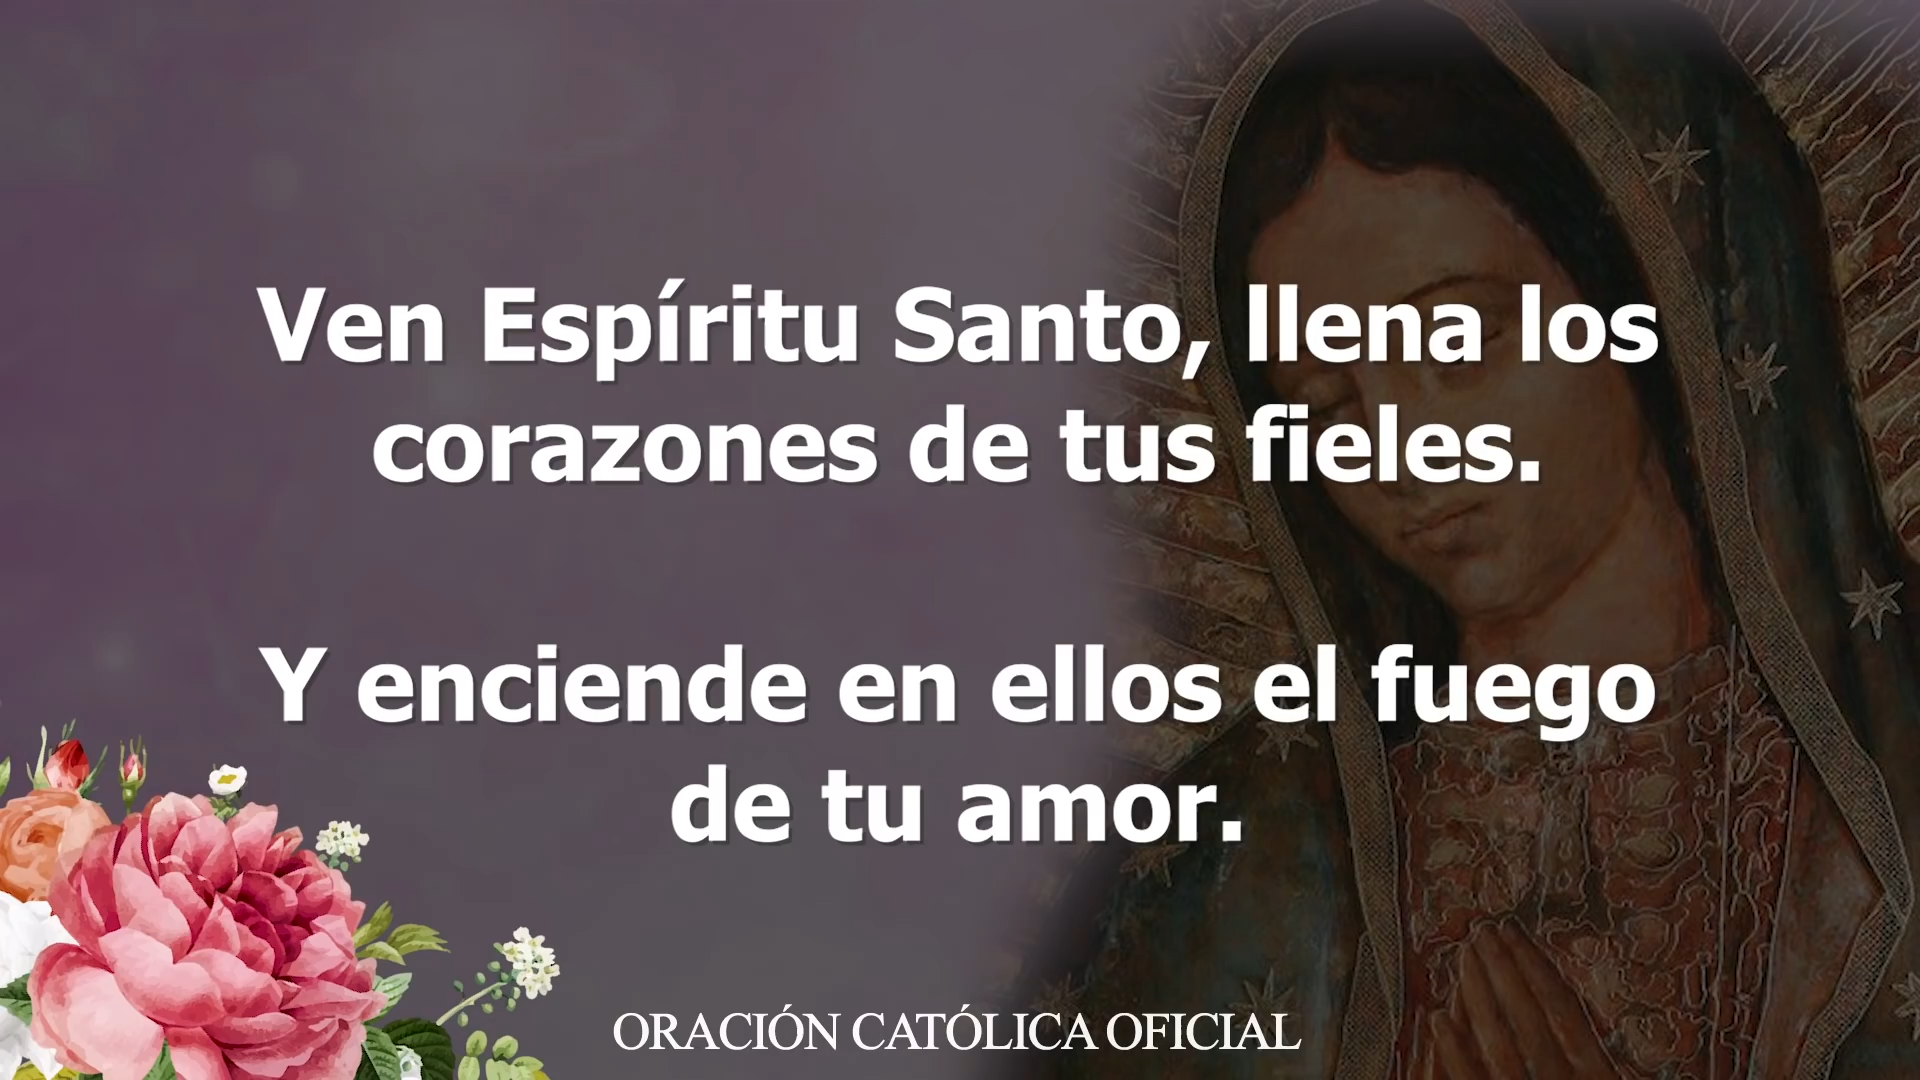 Ven Espíritu Santo, llena los
corazones de tus fieles.
Y enciende en ellos el fuego
de tu amor.
ORACIÓN CATÓLICA OFICIAL